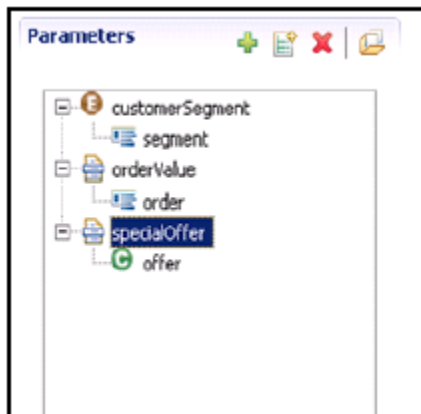 Parameters
E customerSegment
segment
orderValue
order
specialOffer
C offer